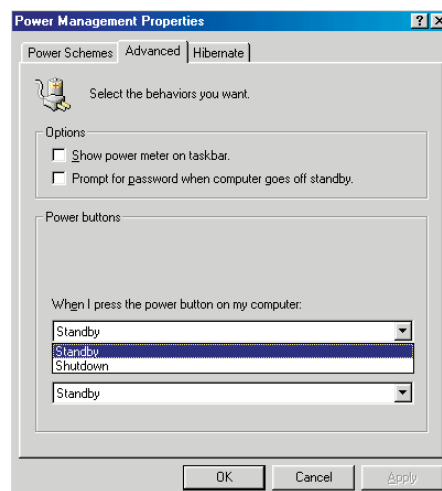 Power Management Properties
Power Schemes Advanced Hibernate
Select the behaviors you want.
Options
Show power meter on taskbar.
Prompt for password when computer goes off standby.
Power buttons
When I press the power button on my computer:
Standby
Standby
Shutdown
Standby
OK Cancel Apply